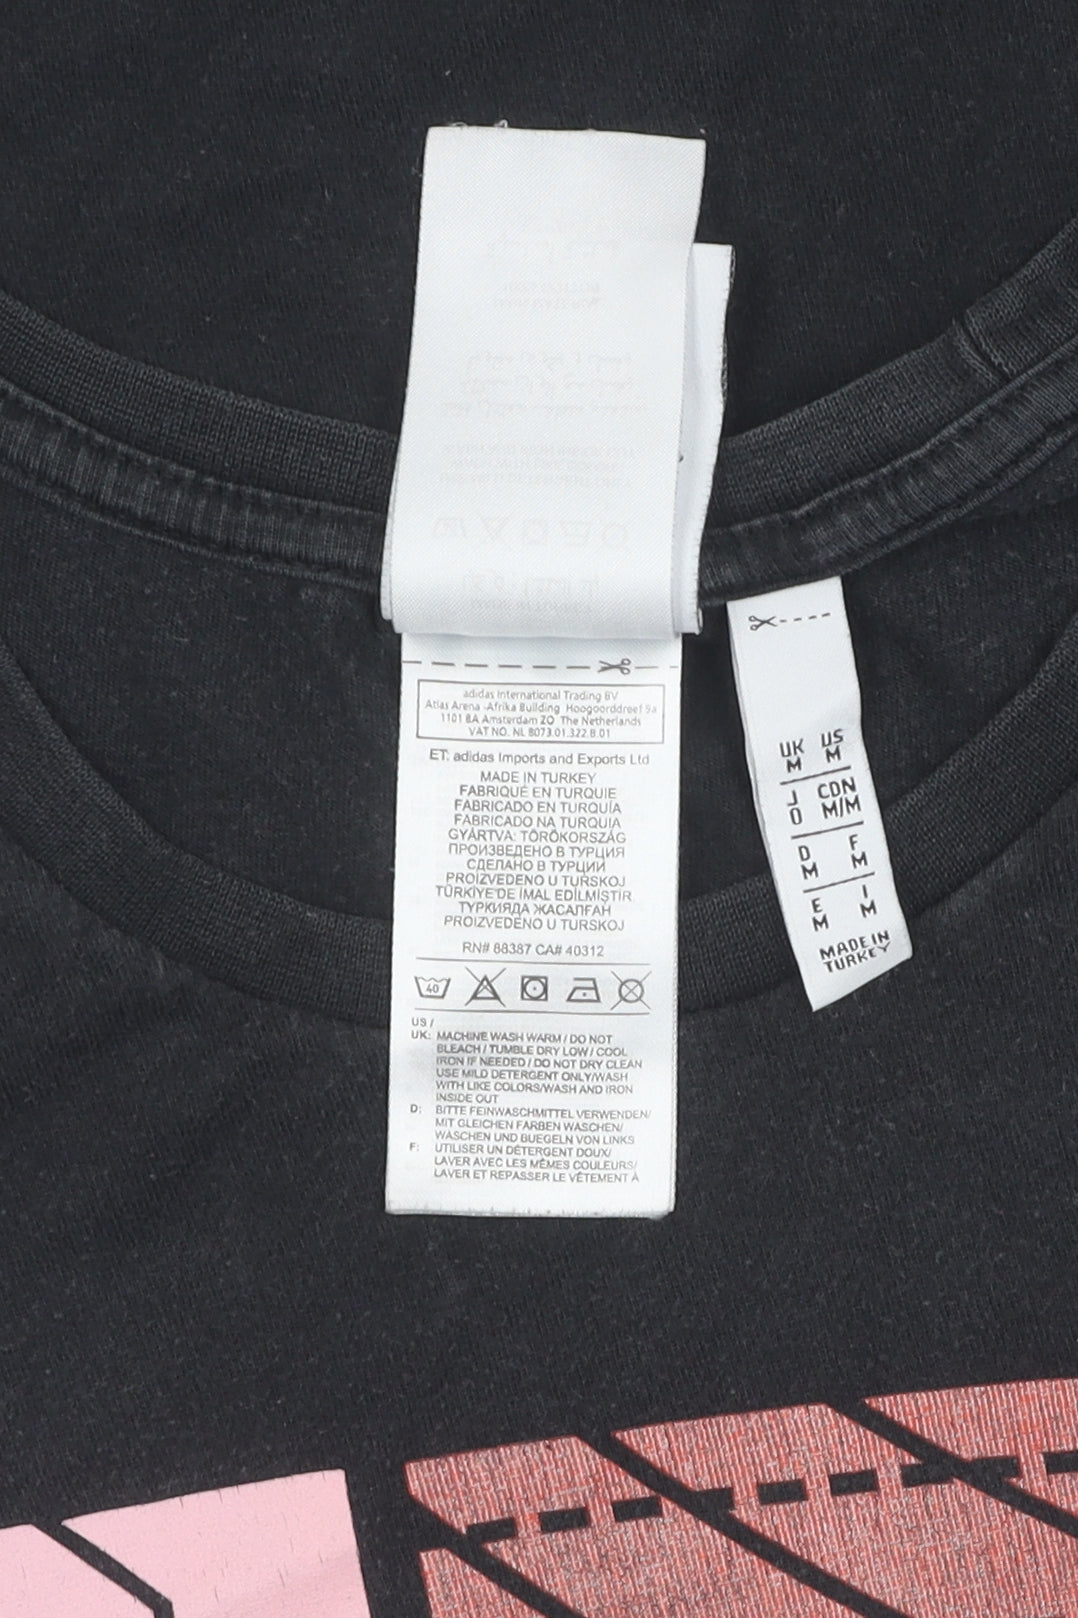 adidas International Trading BV
Atlas Arena -Afrika Building Hoogoorddreef 9a
1101 BA Amsterdam ZO The Netherlands
VAT NO. NL 8073.01.322.B.01
ET: adidas Imports and Exports Ltd
MADE IN TURKEY
FABRIQUÉ EN TURQUIE
FABRICADO EN TURQUÍA
FABRICADO NA TURQUIA
GYÁRTVA: TÖRÖKORSZÁG
ПРОИЗВЕДЕНО В ТУРЦИЯ
СДЕЛАНО В ТУРЦИИ
PROIZVEDENO U TURSKOJ
TÜRKİYE'DE İMAL EDİLMİŞTİR.
ТУРКИЯДА ЖАСАЛҒАН
PROIZVEDENO U TURSKOJ
RN# 88387 CA# 40312
40
US /
UK: MACHINE WASH WARM / DO NOT
BLEACH / TUMBLE DRY LOW / COOL
IRON IF NEEDED / DO NOT DRY CLEAN
USE MILD DETERGENT ONLY/WASH
WITH LIKE COLORS/WASH AND IRON
INSIDE OUT
D: BITTE FEINWASCHMITTEL VERWENDEN/
MIT GLEICHEN FARBEN WASCHEN/
WASCHEN UND BUEGELN VON LINKS
F: UTILISER UN DÉTERGENT DOUX/
LAVER AVEC LES MÊMES COULEURS/
LAVER ET REPASSER LE VÊTEMENT À
UK US
M M
J CDN
O M/M
D F
M M
E I
M M
MADE IN
TURKEY